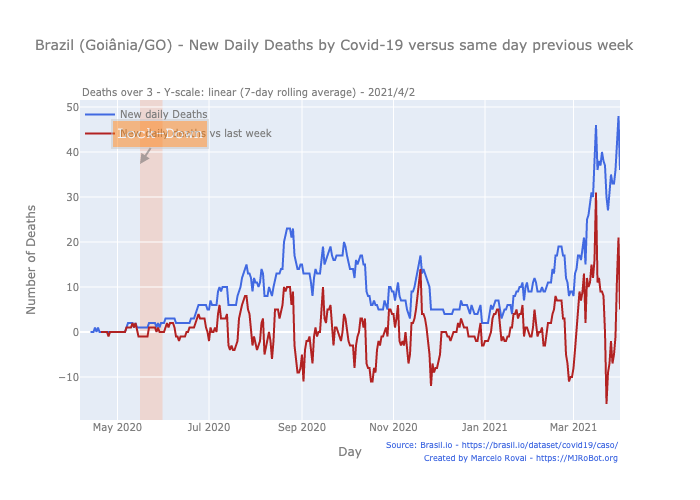 Brazil (Goiânia/GO) - New Daily Deaths by Covid-19 versus same day previous week
Deaths over 3 - Y-scale: linear (7-day rolling average) - 2021/4/2
50
40
30
20
10
0
−10
Number of Deaths
New daily Deaths
New daily Deaths vs last week
May 2020
Jul 2020
Sep 2020
Nov 2020
Jan 2021
Mar 2021
Day
Source: Brasil.io - https://brasil.io/dataset/covid19/caso/
Created by Marcelo Rovai - https://MJRoBot.org